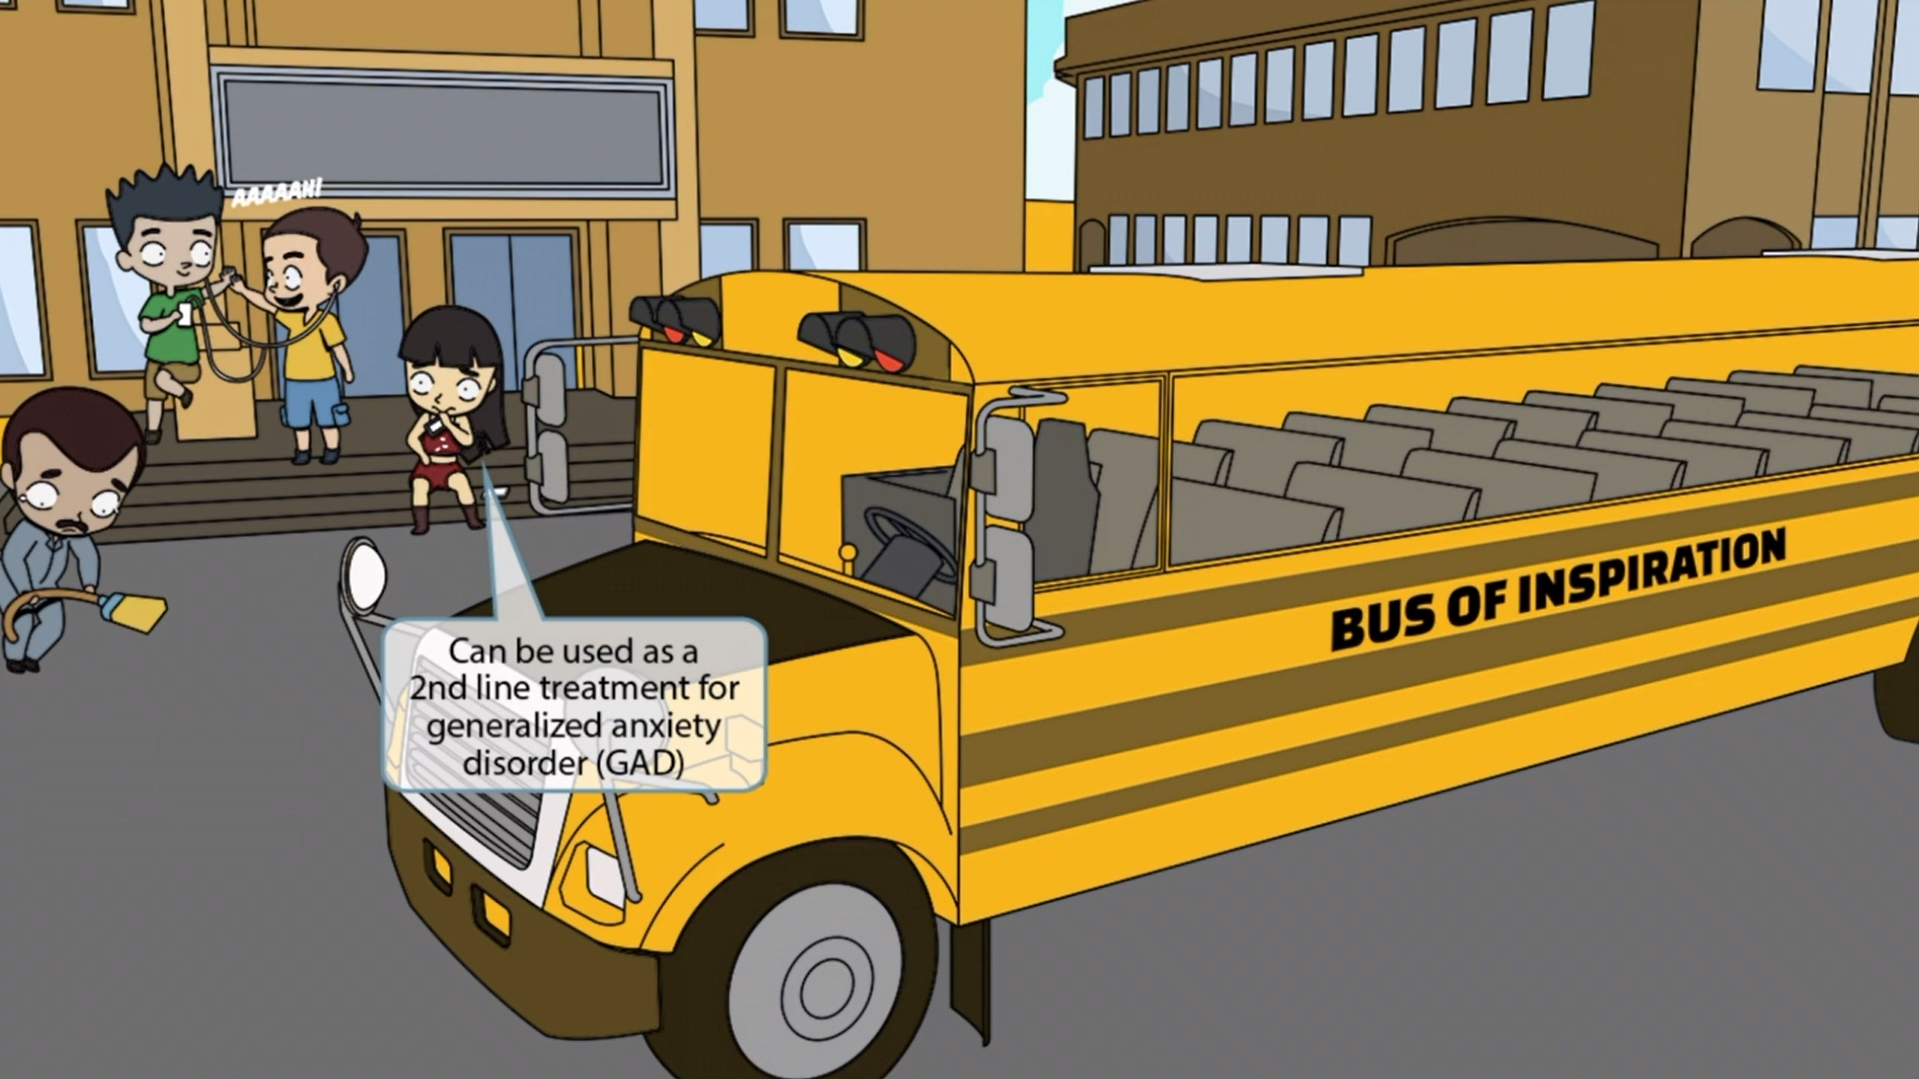 AAAAAH!
BUS OF INSPIRATION
Can be used as a
2nd line treatment for
generalized anxiety
disorder (GAD)